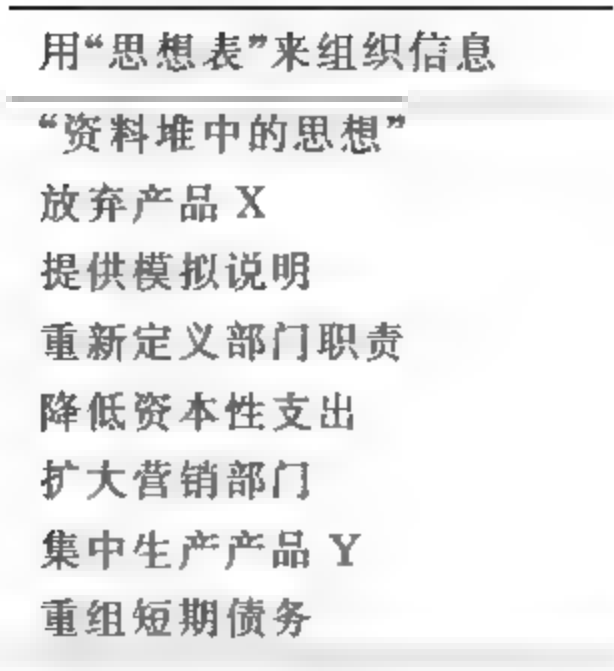 用“思想表”来组织信息
“资料堆中的思想”
放弃产品 X
提供模拟说明
重新定义部门职责
降低资本性支出
扩大营销部门
集中生产产品 Y
重组短期债务